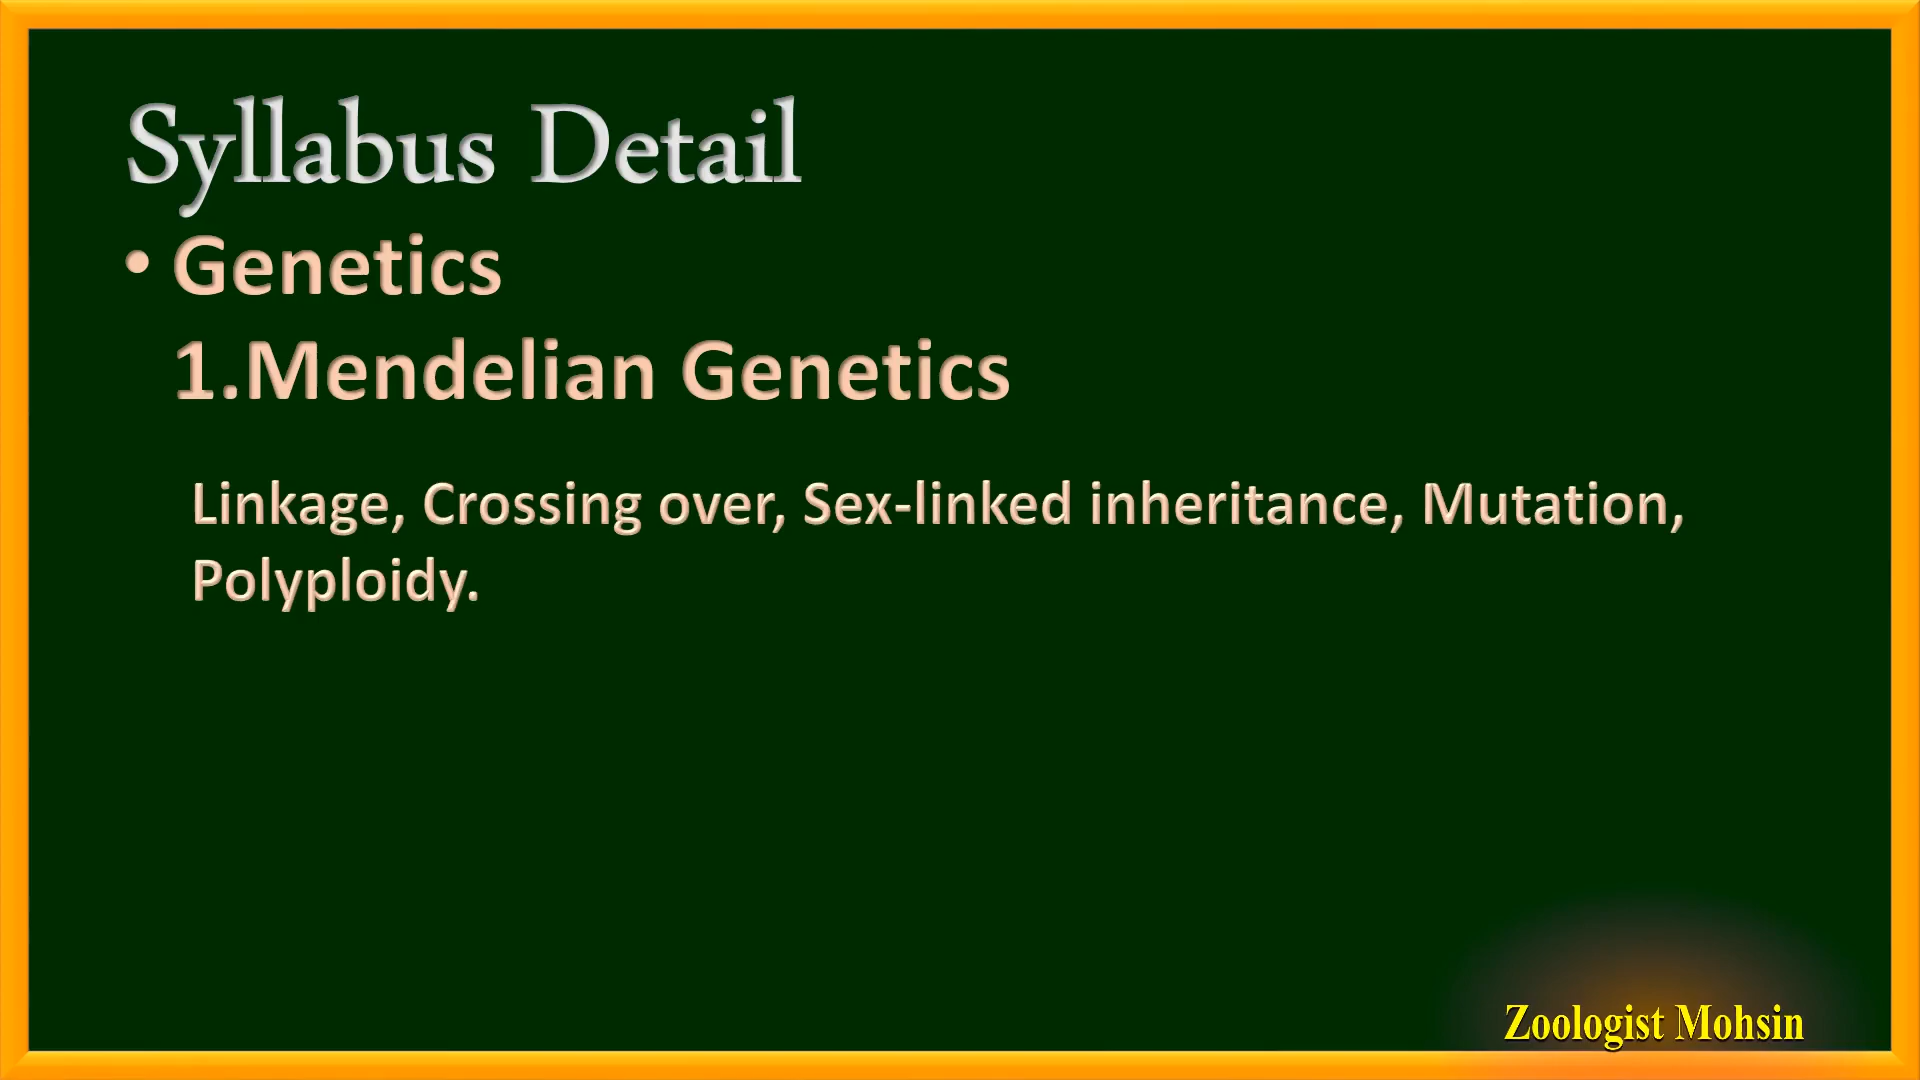 Syllabus Detail
• Genetics
1.Mendelian Genetics
Linkage, Crossing over, Sex-linked inheritance, Mutation,
Polyploidy.
Zoologist Mohsin